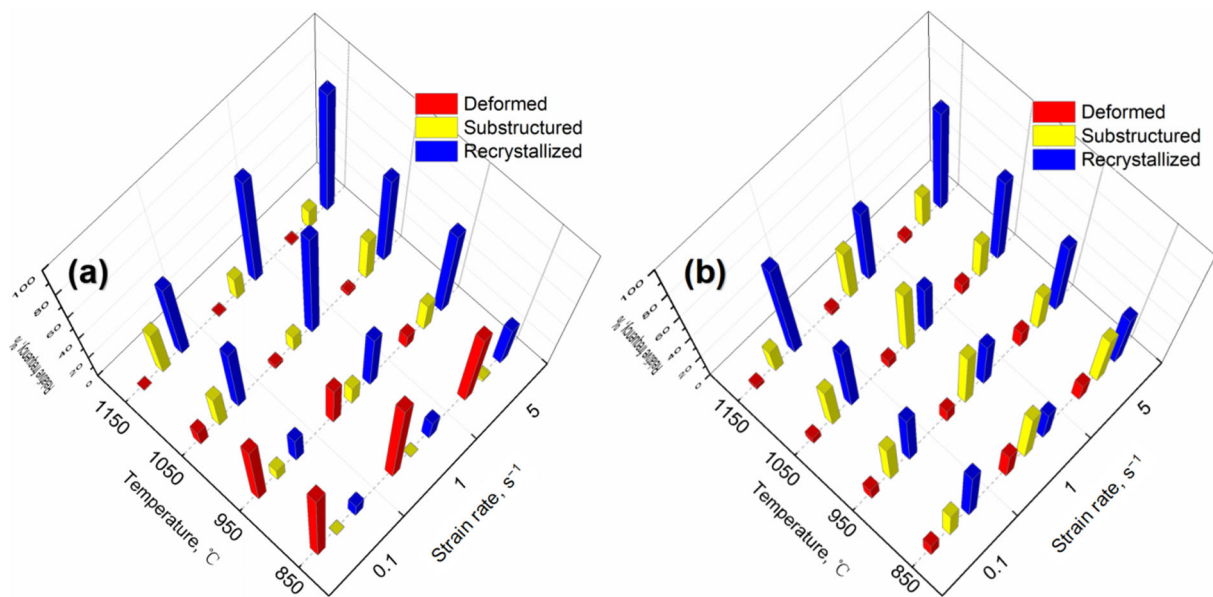 (a)
Deformed
Substructured
Recrystallized
100
80
60
40
20
0
1150
1050
950
850
Temperature, ℃
0.1
1
5
Strain rate, s⁻¹
(b)
Deformed
Substructured
Recrystallized
100
80
60
40
20
0
1150
1050
950
850
Temperature, ℃
0.1
1
5
Strain rate, s⁻¹